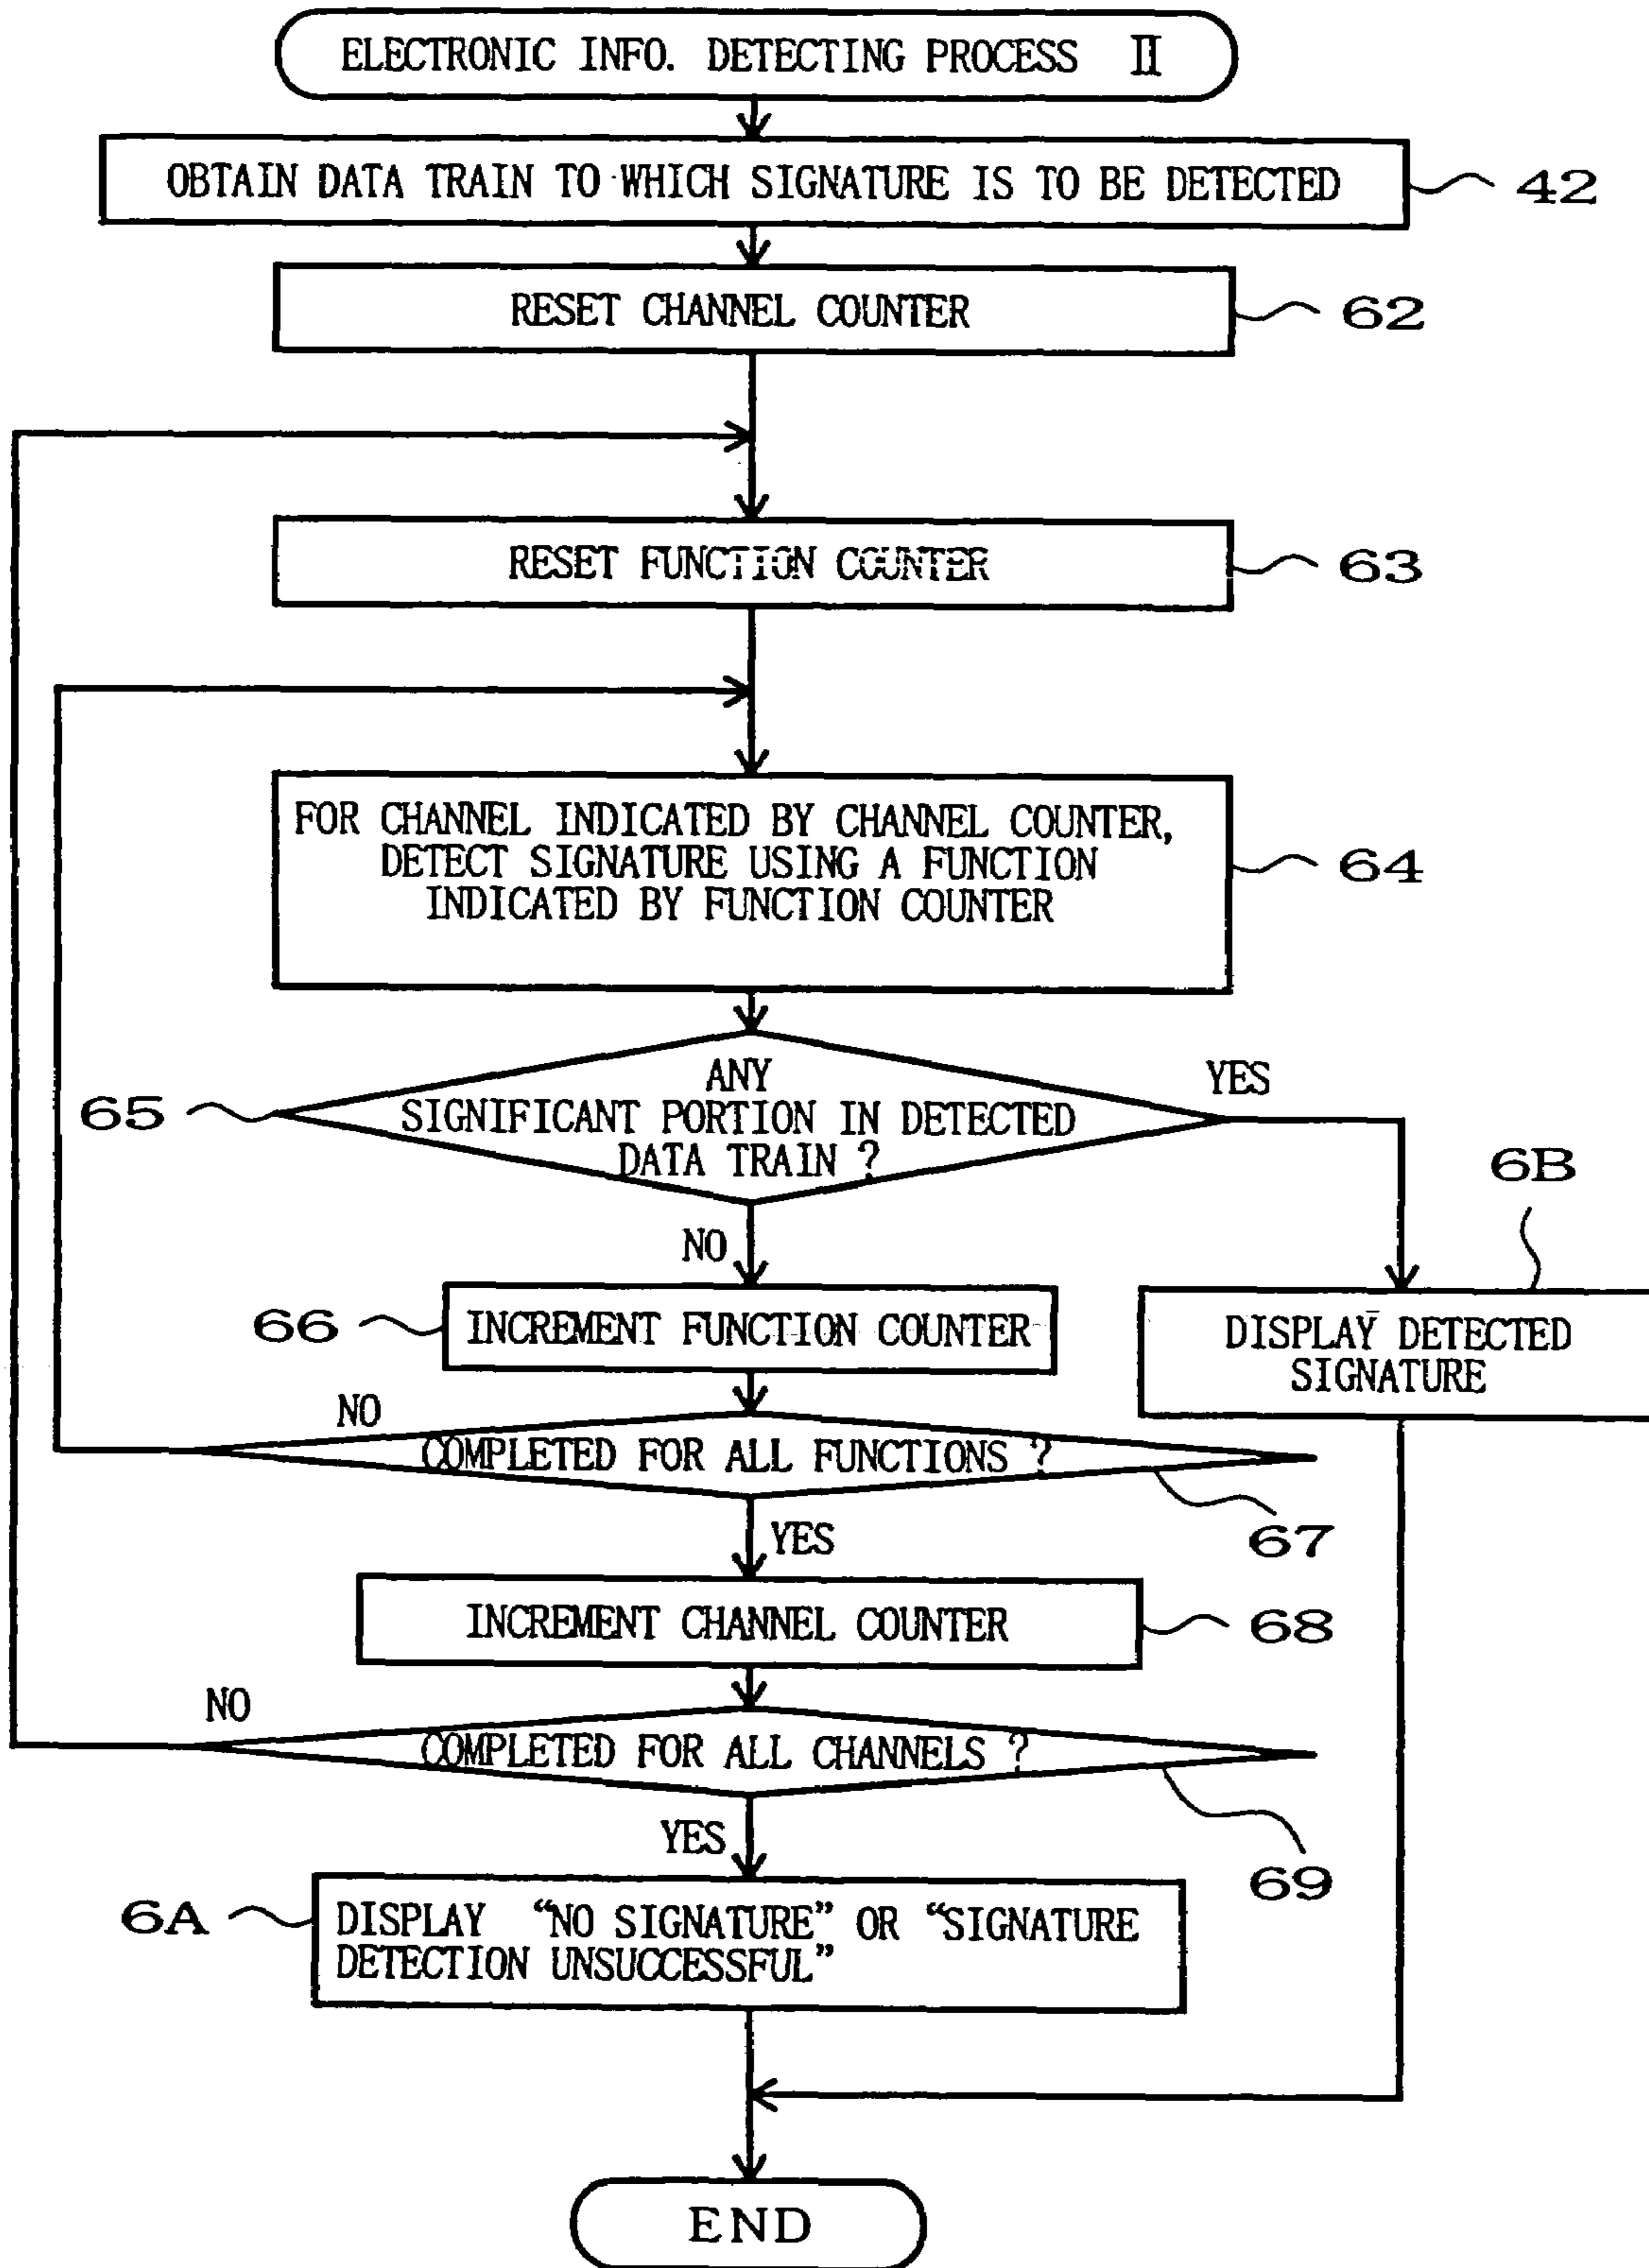 ELECTRONIC INFO. DETECTING PROCESS II
OBTAIN DATA TRAIN TO WHICH SIGNATURE IS TO BE DETECTED
42
RESET CHANNEL COUNTER
62
RESET FUNCTION COUNTER
63
FOR CHANNEL INDICATED BY CHANNEL COUNTER,
DETECT SIGNATURE USING A FUNCTION
INDICATED BY FUNCTION COUNTER
64
65
ANY
SIGNIFICANT PORTION IN DETECTED
DATA TRAIN ?
YES
6B
NO
66
INCREMENT FUNCTION COUNTER
DISPLAY DETECTED
SIGNATURE
NO
COMPLETED FOR ALL FUNCTIONS ?
67
YES
INCREMENT CHANNEL COUNTER
68
NO
COMPLETED FOR ALL CHANNELS ?
69
YES
6A
DISPLAY “NO SIGNATURE” OR “SIGNATURE
DETECTION UNSUCCESSFUL”
END